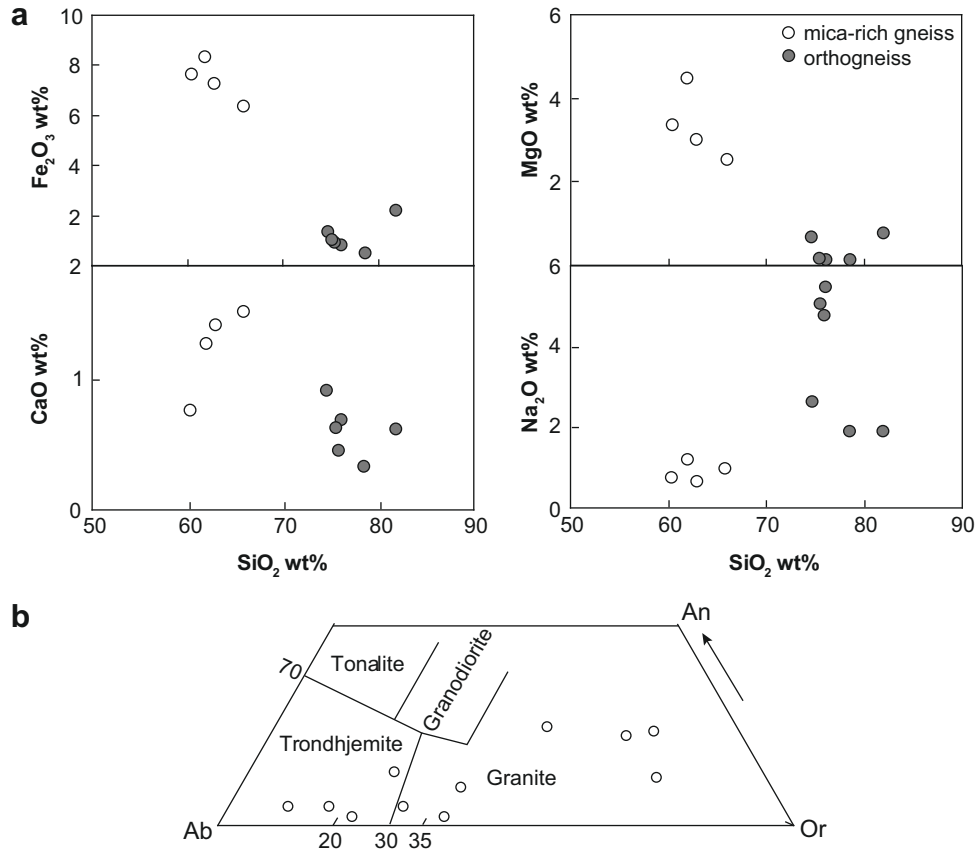 a
10
8
6
4
2
2
Fe₂O₃ wt%
6
4
2
6
MgO wt%
mica-rich gneiss
orthogneiss
1
0
CaO wt%
50 60 70 80 90
SiO₂ wt%
4
2
0
Na₂O wt%
50 60 70 80 90
SiO₂ wt%
b
An
70
Tonalite
Granodiorite
Trondhjemite
Granite
Ab
20 30 35
Or